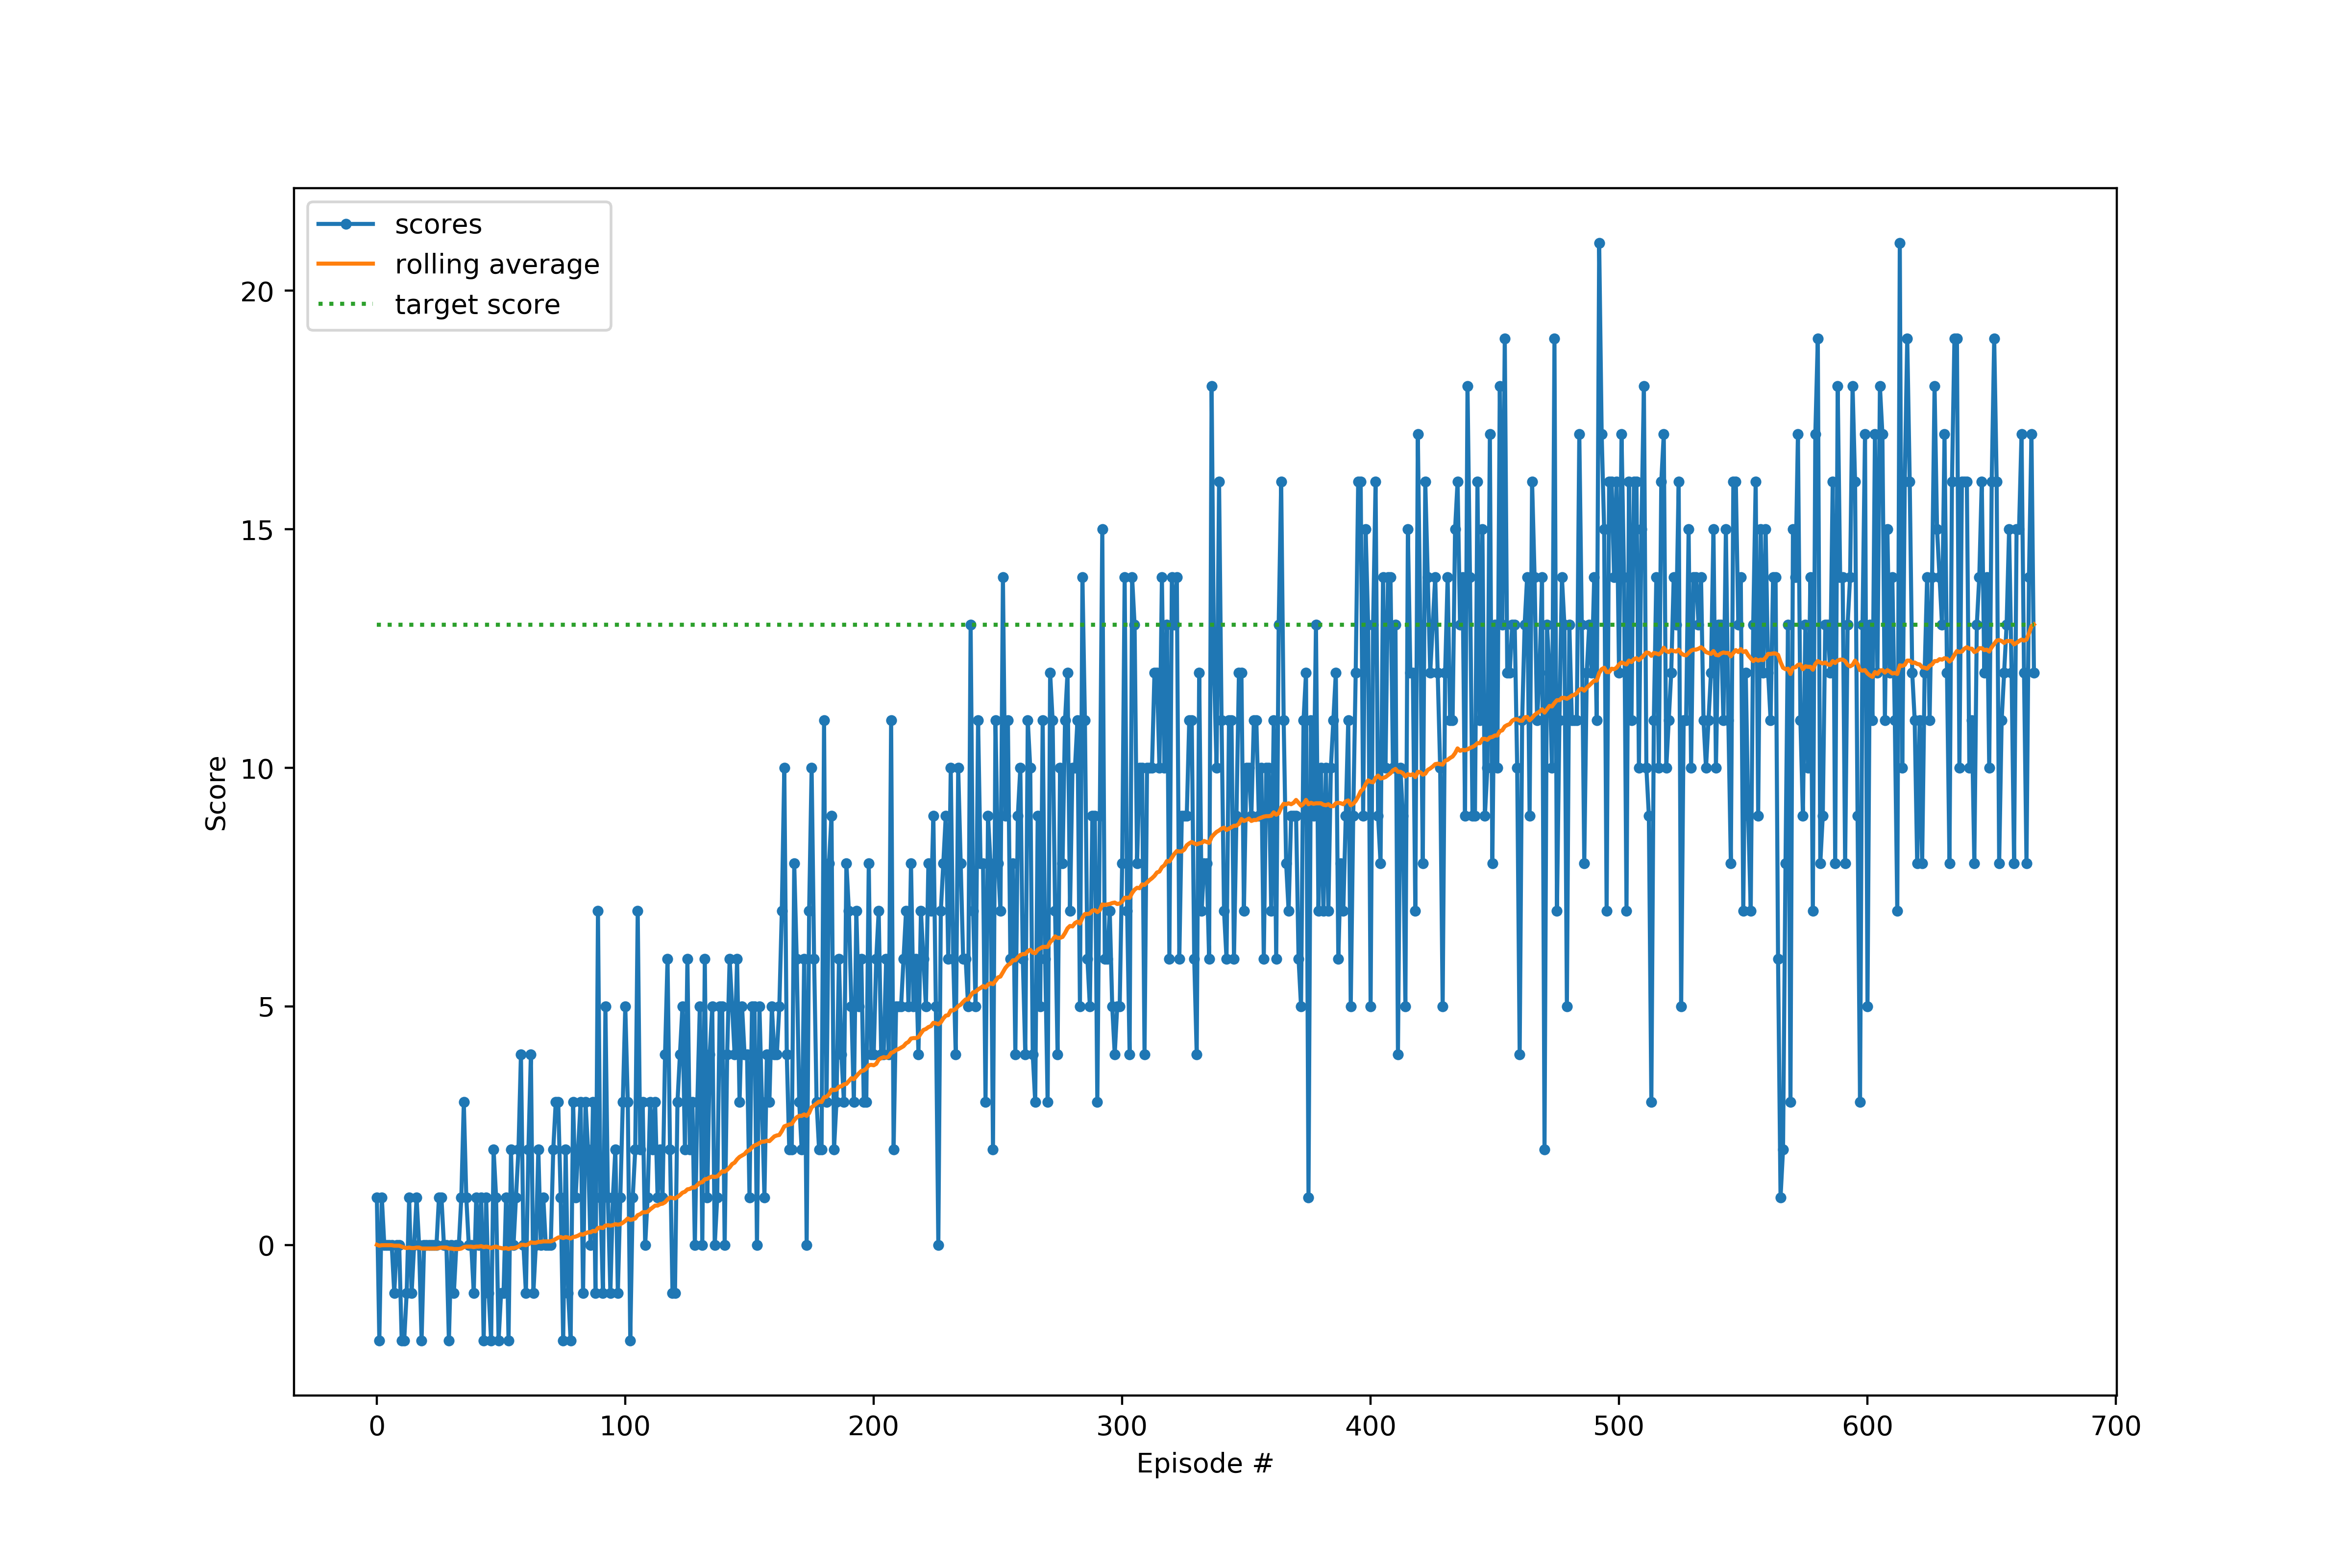 scores
rolling average
target score
20
15
10
5
0
Score
0 100 200 300 400 500 600 700
Episode #